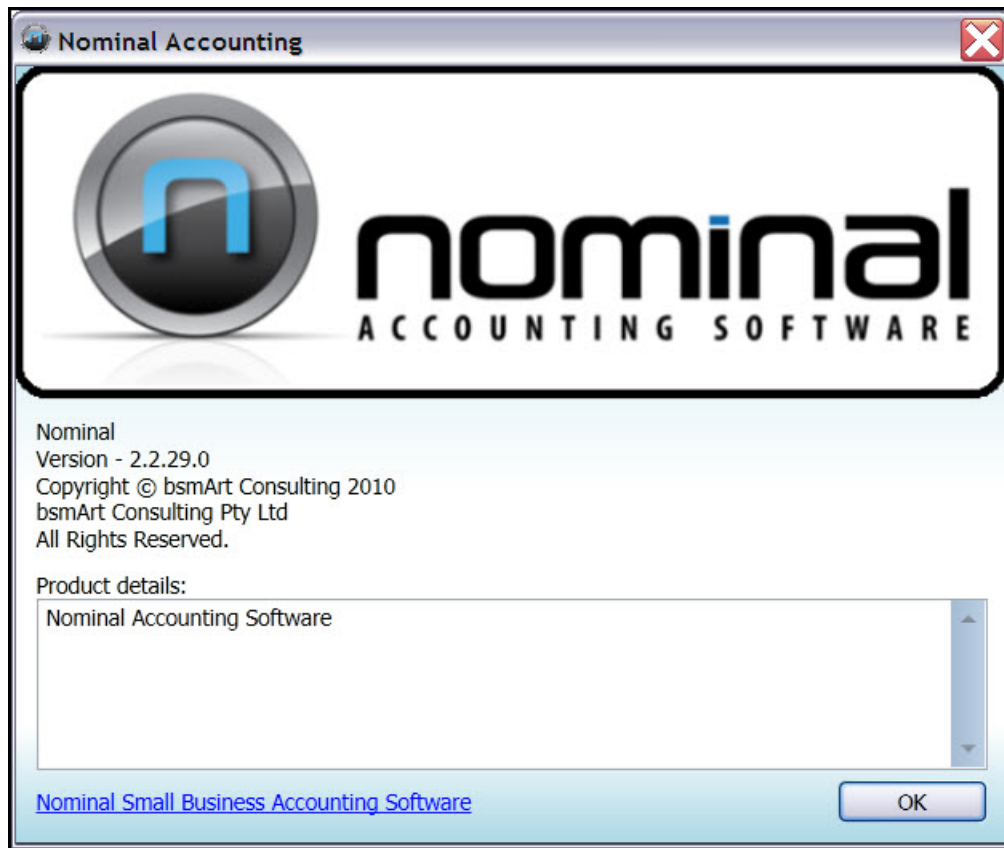 Nominal Accounting
n
nominal
ACCOUNTING SOFTWARE
Nominal
Version - 2.2.29.0
Copyright © bsmArt Consulting 2010
bsmArt Consulting Pty Ltd
All Rights Reserved.
Product details:
Nominal Accounting Software
Nominal Small Business Accounting Software
OK